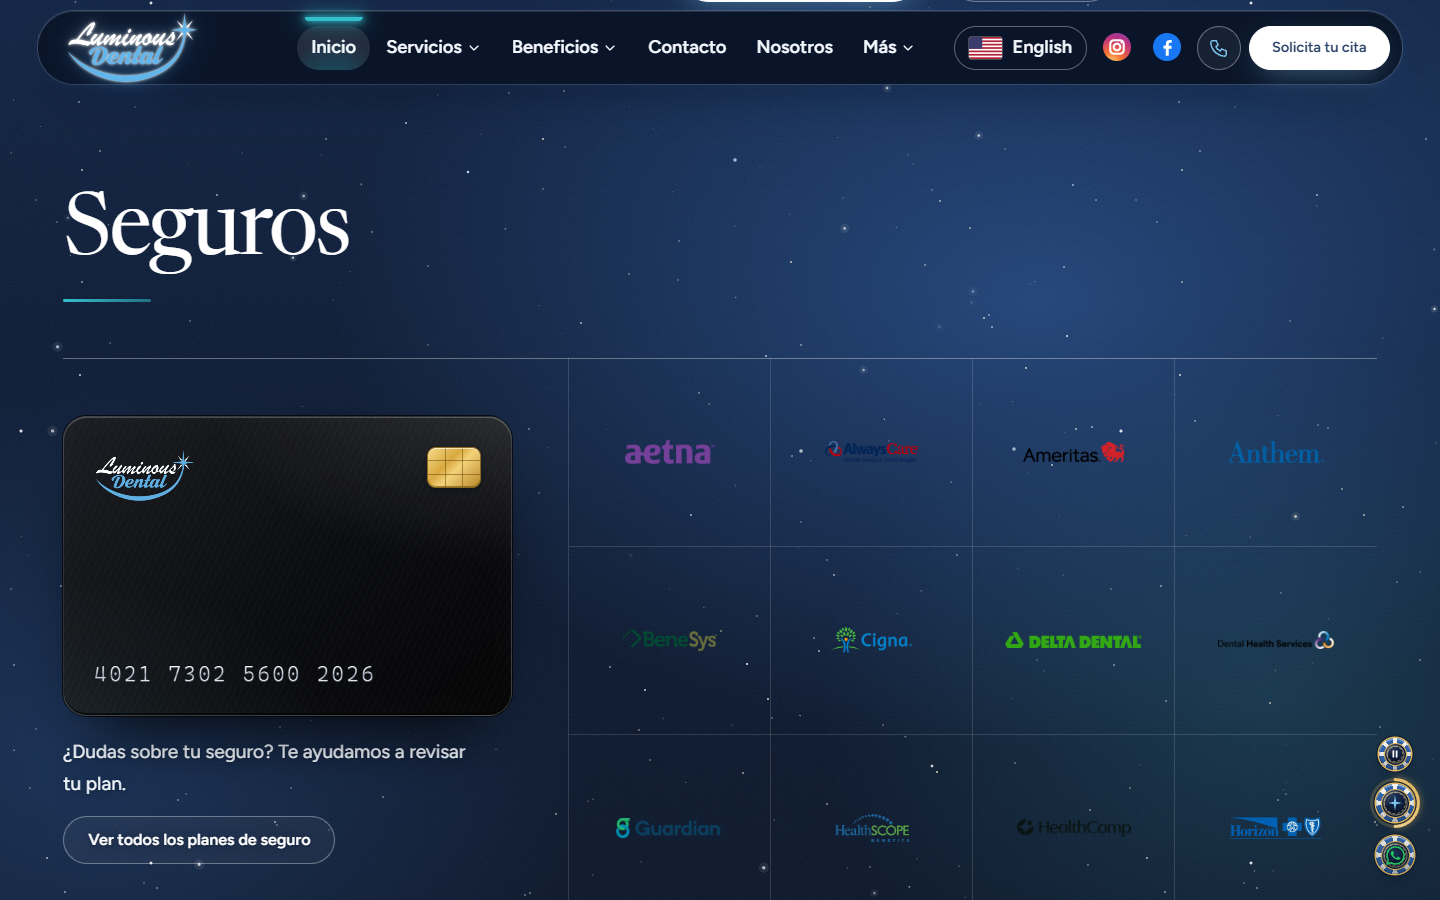 Luminous Dental
Inicio
Servicios
Beneficios
Contacto
Nosotros
Más
English
Solicita tu cita
Seguros
Luminous
Dental
4021 7302 5600 2026
¿Dudas sobre tu seguro? Te ayudamos a revisar
tu plan.
Ver todos los planes de seguro
aetna
AlwaysCare
Ameritas
Anthem
BeneSys
Cigna
DELTA DENTAL
Dental Health Services
Guardian
HealthSCOPE
BENEFITS
HealthComp
Horizon